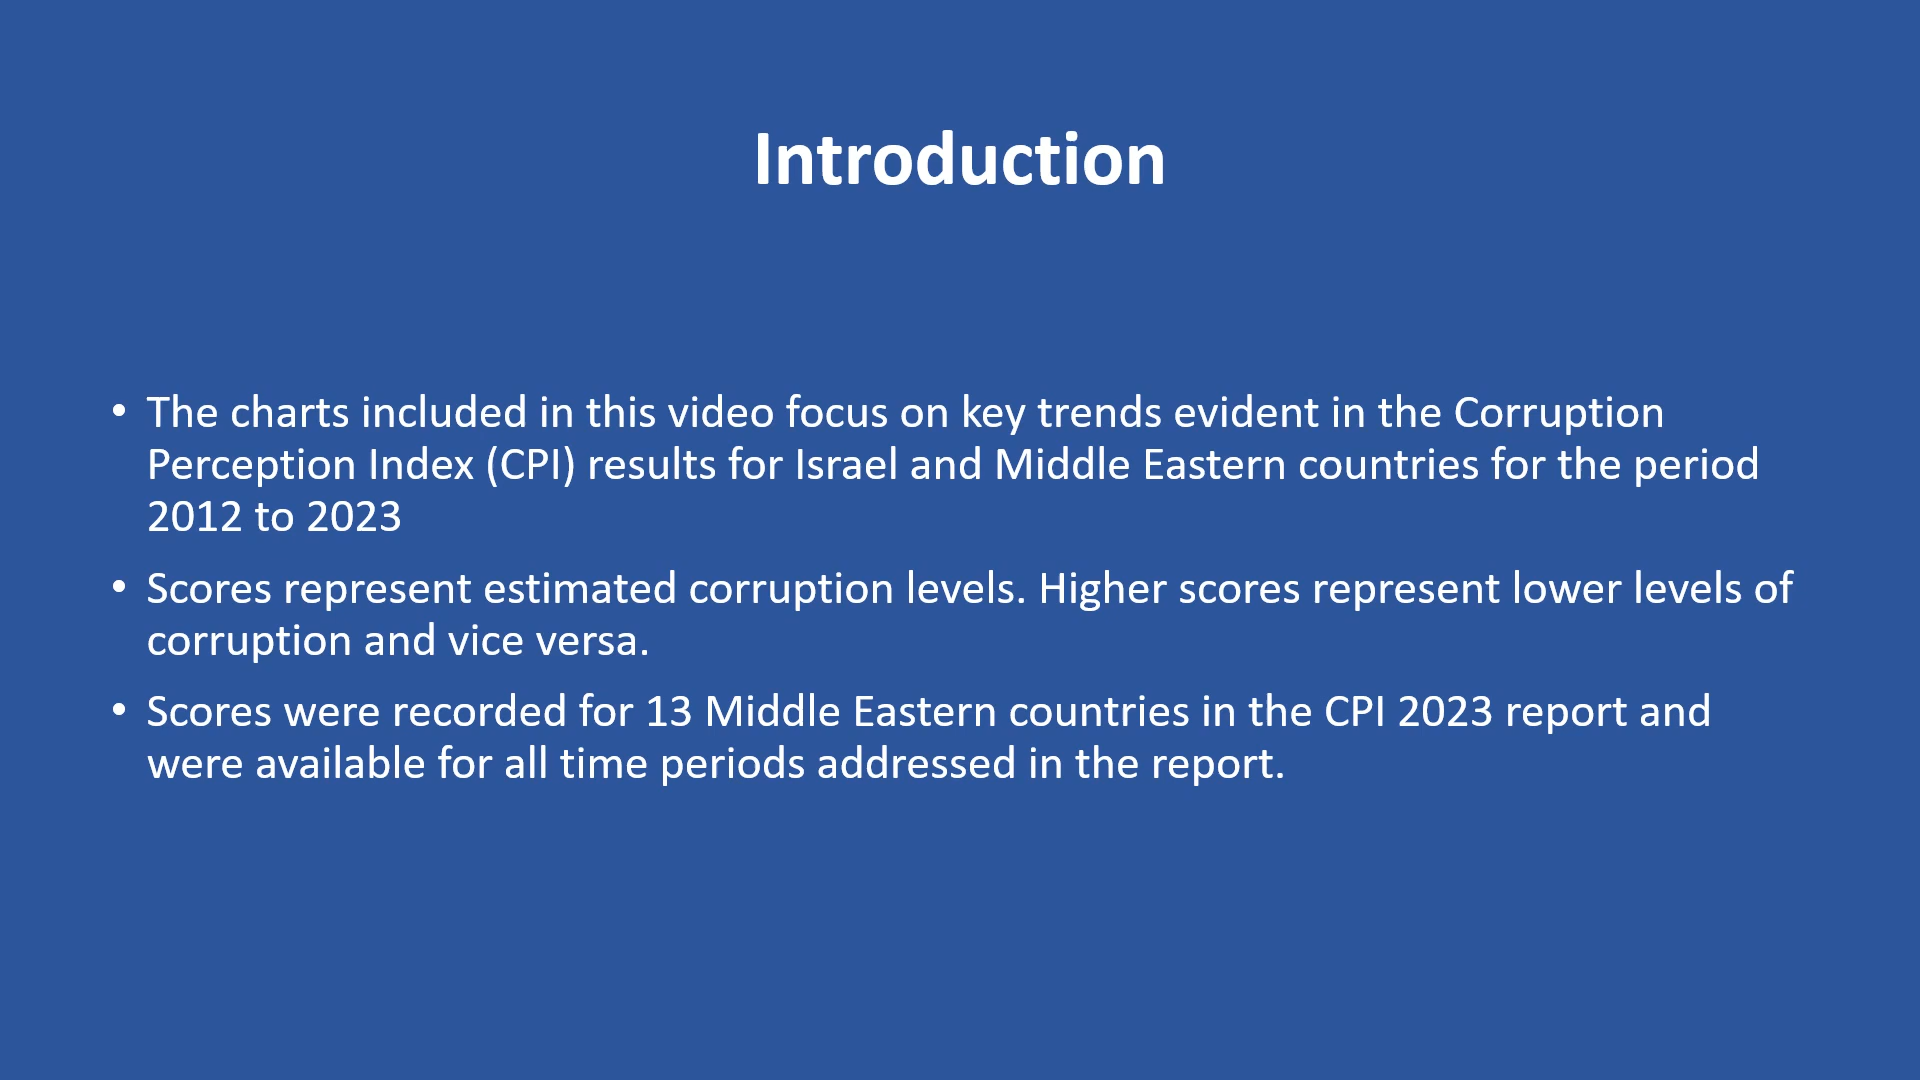 Introduction
• The charts included in this video focus on key trends evident in the Corruption
Perception Index (CPI) results for Israel and Middle Eastern countries for the period
2012 to 2023
• Scores represent estimated corruption levels. Higher scores represent lower levels of
corruption and vice versa.
• Scores were recorded for 13 Middle Eastern countries in the CPI 2023 report and
were available for all time periods addressed in the report.